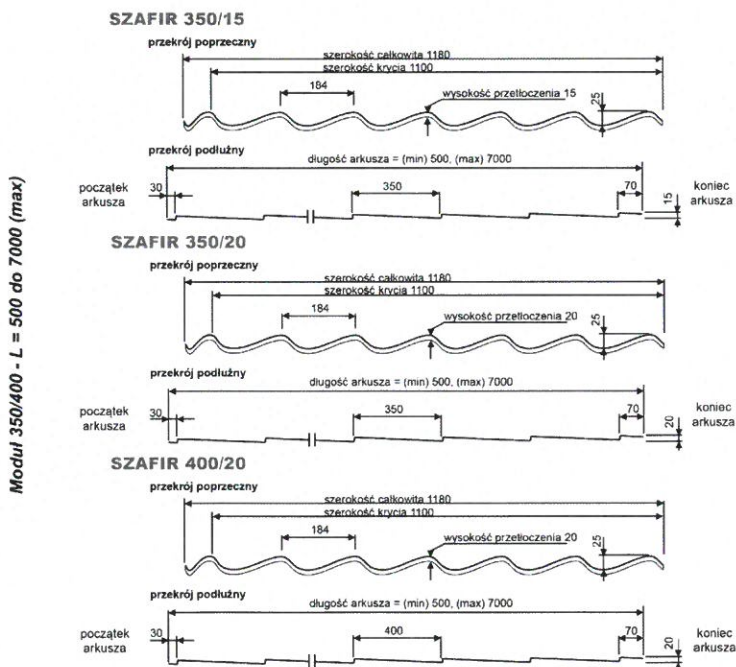 Moduł 350/400 - L = 500 do 7000 (max)
SZAFIR 350/15
przekrój poprzeczny
szerokość całkowita 1180
szerokość krycia 1100
184
wysokość przetłoczenia 15
25
przekrój podłużny
długość arkusza = (min) 500, (max) 7000
początek arkusza
30
350
70
15
koniec arkusza
SZAFIR 350/20
przekrój poprzeczny
szerokość całkowita 1180
szerokość krycia 1100
184
wysokość przetłoczenia 20
25
przekrój podłużny
długość arkusza = (min) 500, (max) 7000
początek arkusza
30
350
70
20
koniec arkusza
SZAFIR 400/20
przekrój poprzeczny
szerokość całkowita 1180
szerokość krycia 1100
184
wysokość przetłoczenia 20
25
przekrój podłużny
długość arkusza = (min) 500, (max) 7000
początek arkusza
30
400
70
20
koniec arkusza